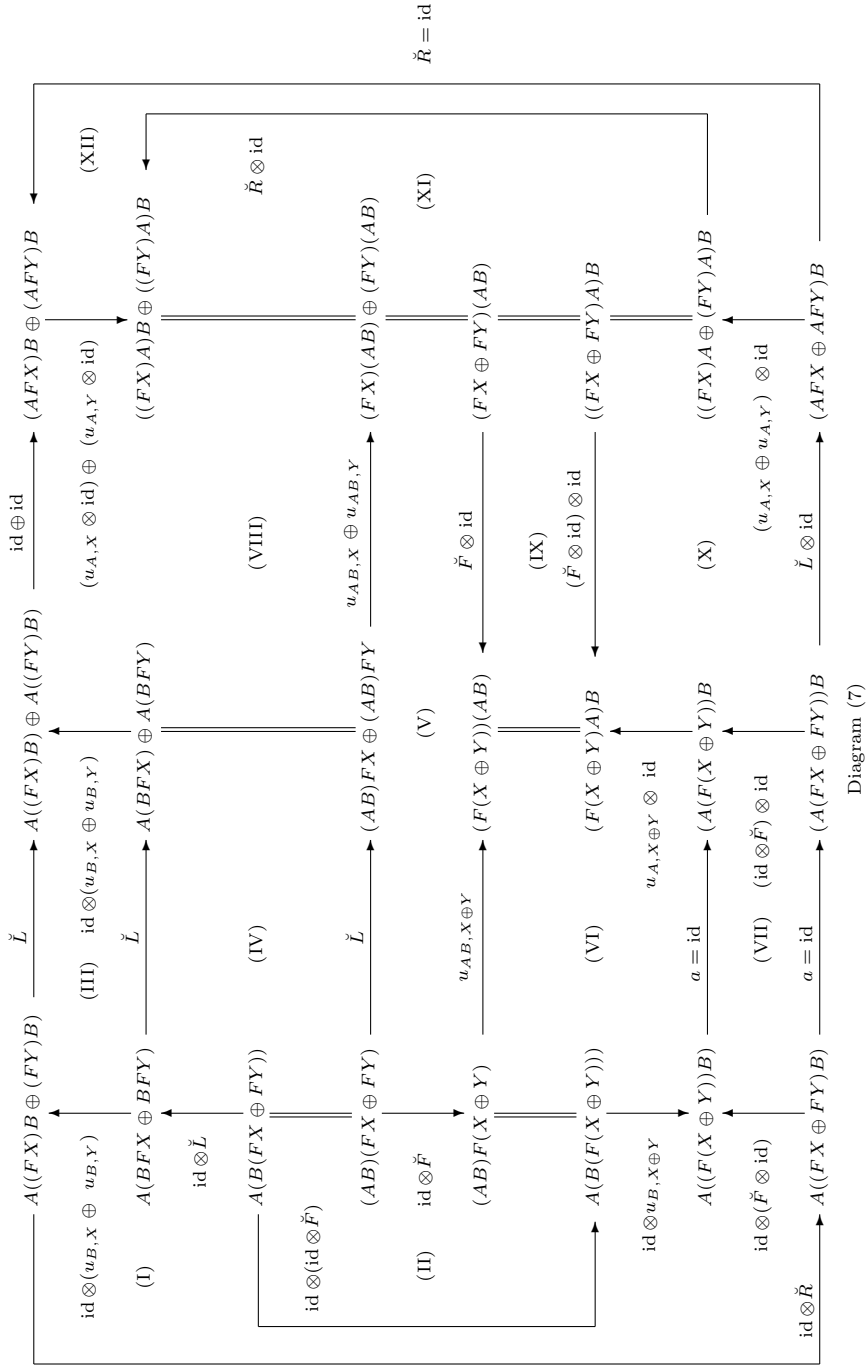 id ⊕ id
L̆
A((FX)B ⊕ (FY)B)
A((FX)B) ⊕ A((FY)B)
(AFX)B ⊕ (AFY)B
id ⊗(u_{B,X} ⊕ u_{B,Y})
(III)
id ⊗(u_{B,X} ⊕ u_{B,Y})
(u_{A,X} ⊗ id) ⊕ (u_{A,Y} ⊗ id)
(XII)
(I)
A(BFX ⊕ BFY)
L̆
A(BFX) ⊕ A(BFY)
((FX)A)B ⊕ ((FY)A)B
id ⊗L̆
(IV)
(VIII)
R̆ ⊗ id
R̆ = id
A(B(FX ⊕ FY))
id ⊗(id ⊗F̆)
(AB)(FX ⊕ FY)
L̆
(AB)FX ⊕ (AB)FY
u_{AB,X} ⊕ u_{AB,Y}
(FX)(AB) ⊕ (FY)(AB)
(II)
id ⊗F̆
(V)
(XI)
(AB)F(X ⊕ Y)
u_{AB,X⊕Y}
(F(X ⊕ Y))(AB)
F̆ ⊗ id
(FX ⊕ FY)(AB)
(VI)
(IX)
A(B(F(X ⊕ Y)))
(F(X ⊕ Y)A)B
(F̆ ⊗ id) ⊗ id
((FX ⊕ FY)A)B
id ⊗u_{B,X⊕Y}
u_{A,X⊕Y} ⊗ id
A((F(X ⊕ Y))B)
a = id
(A(F(X ⊕ Y))B
(X)
((FX)A ⊕ (FY)A)B
id ⊗(F̆ ⊗ id)
(VII)
(id ⊗F̆) ⊗ id
(u_{A,X} ⊕ u_{A,Y}) ⊗ id
A((FX ⊕ FY)B)
a = id
(A(FX ⊕ FY))B
L̆ ⊗ id
(AFX ⊕ AFY)B
id ⊗R̆
Diagram (7)